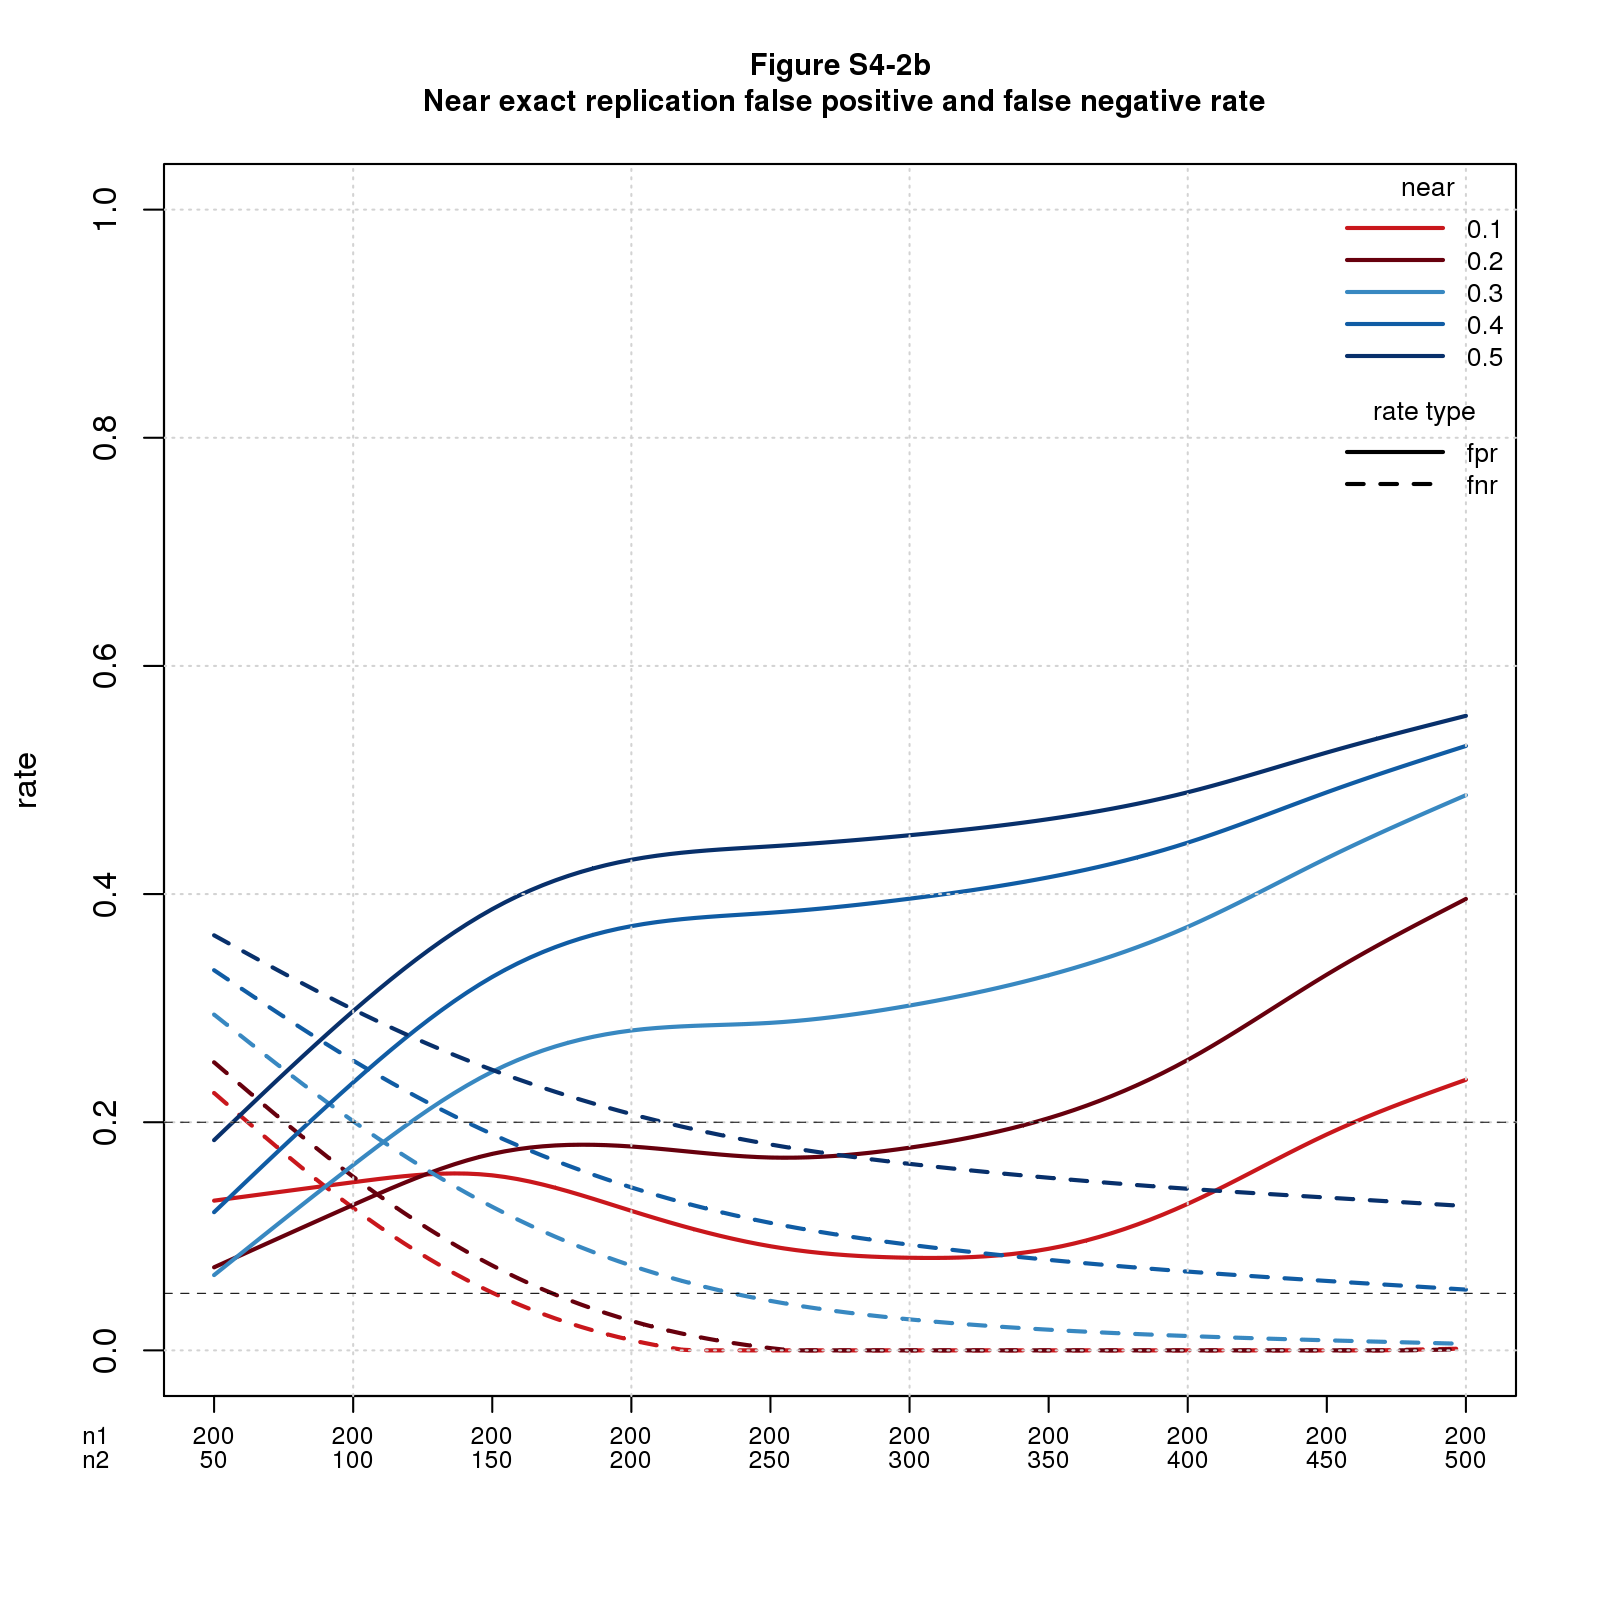 Figure S4-2b
Near exact replication false positive and false negative rate
near
0.1
0.2
0.3
0.4
0.5
rate type
fpr
fnr
rate
1.0
0.8
0.6
0.4
0.2
0.0
n1 200 200 200 200 200 200 200 200 200 200
n2 50 100 150 200 250 300 350 400 450 500